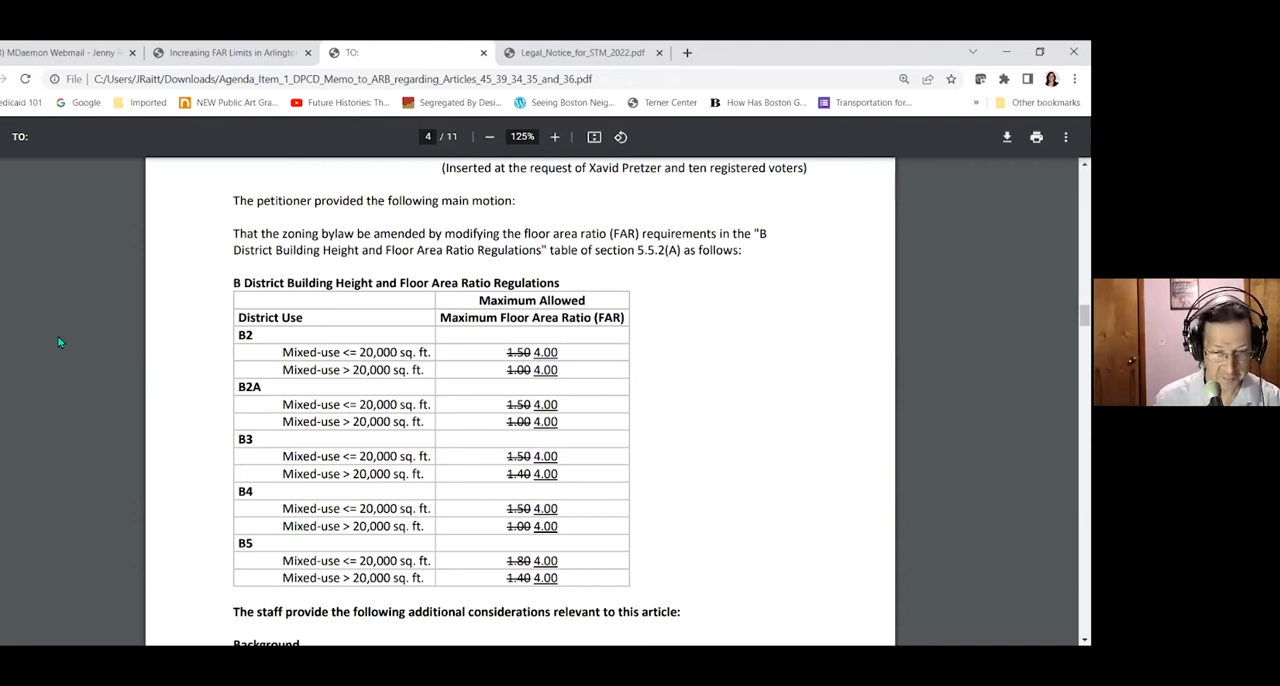 ) MDaemon Webmail - Jenny R
Increasing FAR Limits in Arlingto
TO:
Legal_Notice_for_STM_2022.pdf
File
C:/Users/JRaitt/Downloads/Agenda_Item_1_DPCD_Memo_to_ARB_regarding_Articles_45_39_34_35_and_36.pdf
edicaid 101
Google
Imported
NEW Public Art Gra...
Future Histories: Th...
Segregated By Desi...
Seeing Boston Neig...
Terner Center
How Has Boston G...
Transportation for...
Other bookmarks
TO:
4 / 11
125%
(Inserted at the request of Xavid Pretzer and ten registered voters)
The petitioner provided the following main motion:
That the zoning bylaw be amended by modifying the floor area ratio (FAR) requirements in the "B
District Building Height and Floor Area Ratio Regulations" table of section 5.5.2(A) as follows:
B District Building Height and Floor Area Ratio Regulations
Maximum Allowed
District Use Maximum Floor Area Ratio (FAR)
B2
Mixed-use <= 20,000 sq. ft. 1.50 4.00
Mixed-use > 20,000 sq. ft. 1.00 4.00
B2A
Mixed-use <= 20,000 sq. ft. 1.50 4.00
Mixed-use > 20,000 sq. ft. 1.00 4.00
B3
Mixed-use <= 20,000 sq. ft. 1.50 4.00
Mixed-use > 20,000 sq. ft. 1.40 4.00
B4
Mixed-use <= 20,000 sq. ft. 1.50 4.00
Mixed-use > 20,000 sq. ft. 1.00 4.00
B5
Mixed-use <= 20,000 sq. ft. 1.80 4.00
Mixed-use > 20,000 sq. ft. 1.40 4.00
The staff provide the following additional considerations relevant to this article:
Background